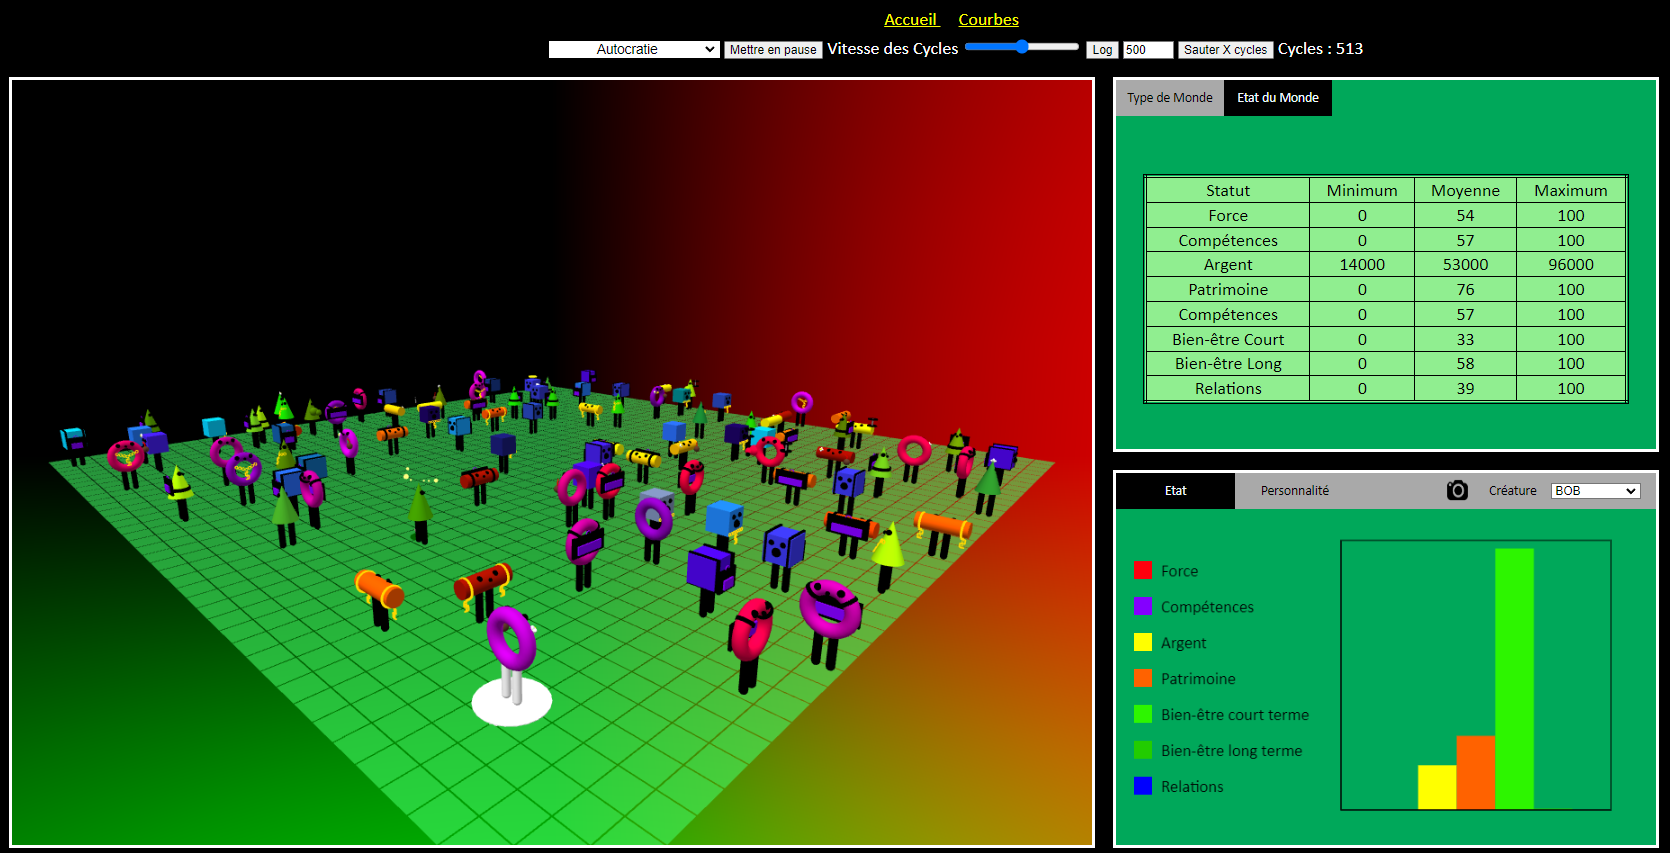 Accueil Courbes
Autocratie Mettre en pause Vitesse des Cycles Log 500 Sauter X cycles Cycles : 513
Type de Monde Etat du Monde
Statut Minimum Moyenne Maximum
Force 0 54 100
Compétences 0 57 100
Argent 14000 53000 96000
Patrimoine 0 76 100
Compétences 0 57 100
Bien-être Court 0 33 100
Bien-être Long 0 58 100
Relations 0 39 100
Etat Personnalité Créature BOB
Force
Compétences
Argent
Patrimoine
Bien-être court terme
Bien-être long terme
Relations